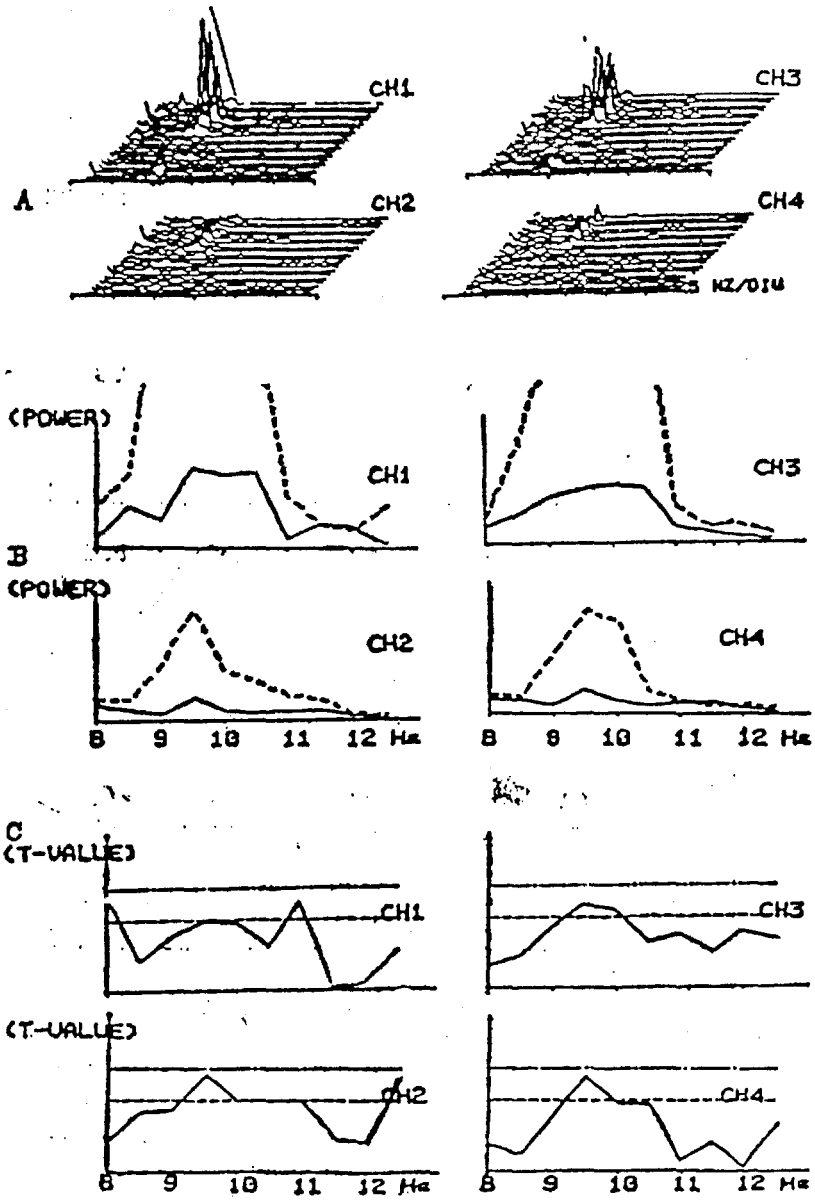 CH1 CH3
A
CH2 CH4
5 HZ/DIV
(POWER)
CH1 CH3
B
(POWER)
CH2 CH4
8 9 10 11 12 Hz 8 9 10 11 12 Hz
C
(T-VALUE)
CH1 CH3
(T-VALUE)
CH2 CH4
8 9 10 11 12 Hz 8 9 10 11 12 Hz